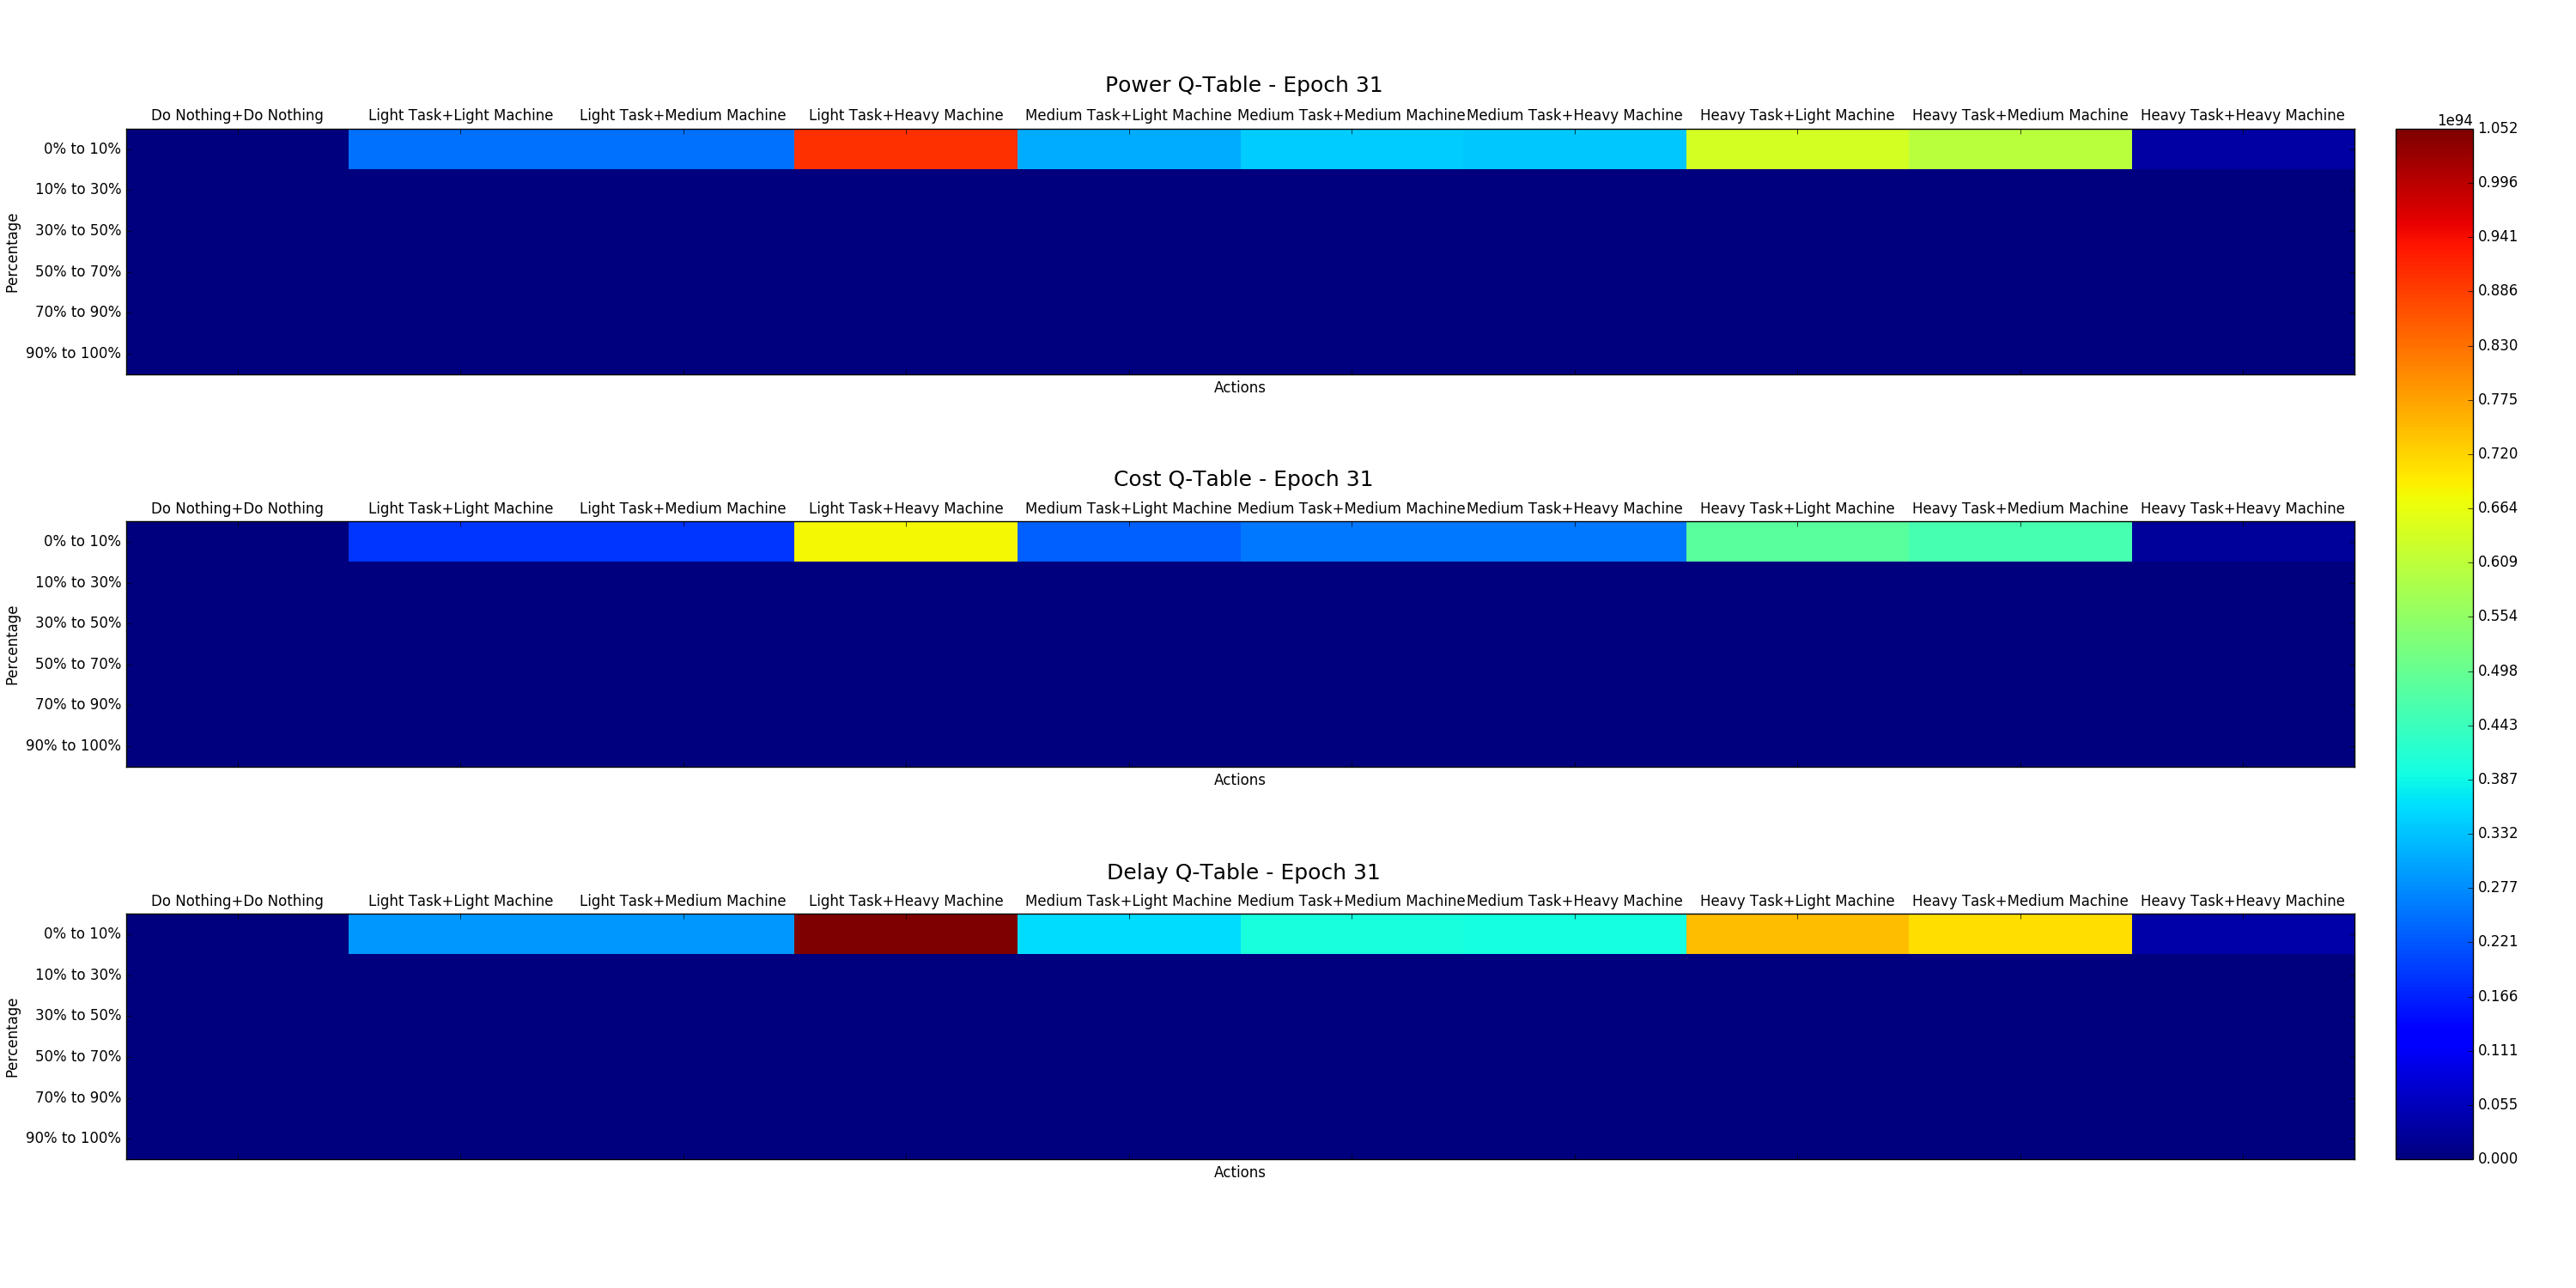 Power Q-Table - Epoch 31
Do Nothing+Do Nothing Light Task+Light Machine Light Task+Medium Machine Light Task+Heavy Machine Medium Task+Light Machine Medium Task+Medium Machine Medium Task+Heavy Machine Heavy Task+Light Machine Heavy Task+Medium Machine Heavy Task+Heavy Machine
Percentage
0% to 10%
10% to 30%
30% to 50%
50% to 70%
70% to 90%
90% to 100%
Actions
Cost Q-Table - Epoch 31
Do Nothing+Do Nothing Light Task+Light Machine Light Task+Medium Machine Light Task+Heavy Machine Medium Task+Light Machine Medium Task+Medium Machine Medium Task+Heavy Machine Heavy Task+Light Machine Heavy Task+Medium Machine Heavy Task+Heavy Machine
Percentage
0% to 10%
10% to 30%
30% to 50%
50% to 70%
70% to 90%
90% to 100%
Actions
Delay Q-Table - Epoch 31
Do Nothing+Do Nothing Light Task+Light Machine Light Task+Medium Machine Light Task+Heavy Machine Medium Task+Light Machine Medium Task+Medium Machine Medium Task+Heavy Machine Heavy Task+Light Machine Heavy Task+Medium Machine Heavy Task+Heavy Machine
Percentage
0% to 10%
10% to 30%
30% to 50%
50% to 70%
70% to 90%
90% to 100%
Actions
1e94
1.052
0.996
0.941
0.886
0.830
0.775
0.720
0.664
0.609
0.554
0.498
0.443
0.387
0.332
0.277
0.221
0.166
0.111
0.055
0.000